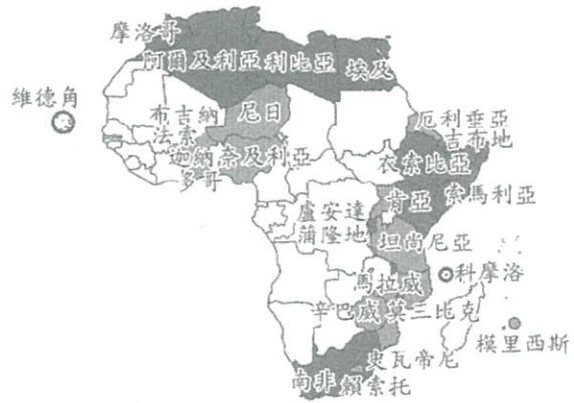 摩洛哥
阿爾及利亞 利比亞 埃及
維德角
布吉納
法索
尼日
厄利垂亞
吉布地
迦納 奈及利亞
多哥
衣索比亞
肯亞 索馬利亞
盧安達
蒲隆地
坦尚尼亞
馬拉威
科摩洛
辛巴威 莫三比克
模里西斯
史瓦帝尼
南非 賴索托